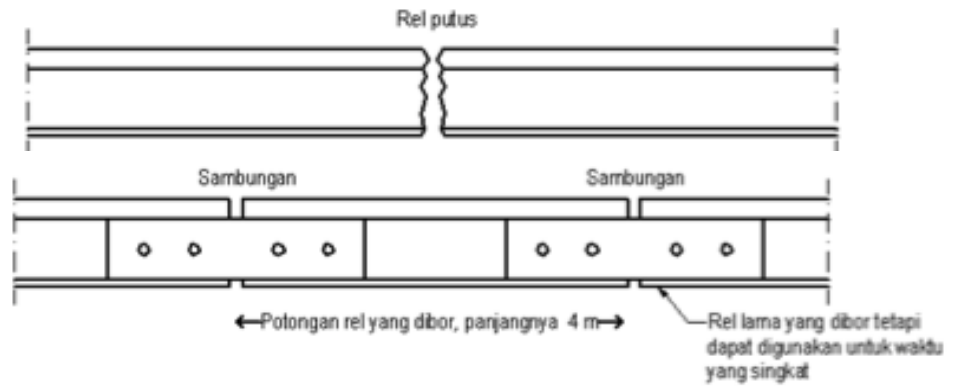 Rel putus
Sambungan
Sambungan
Potongan rel yang dibor, panjangnya 4 m
Rel lama yang dibor tetapi
dapat digunakan untuk waktu
yang singkat